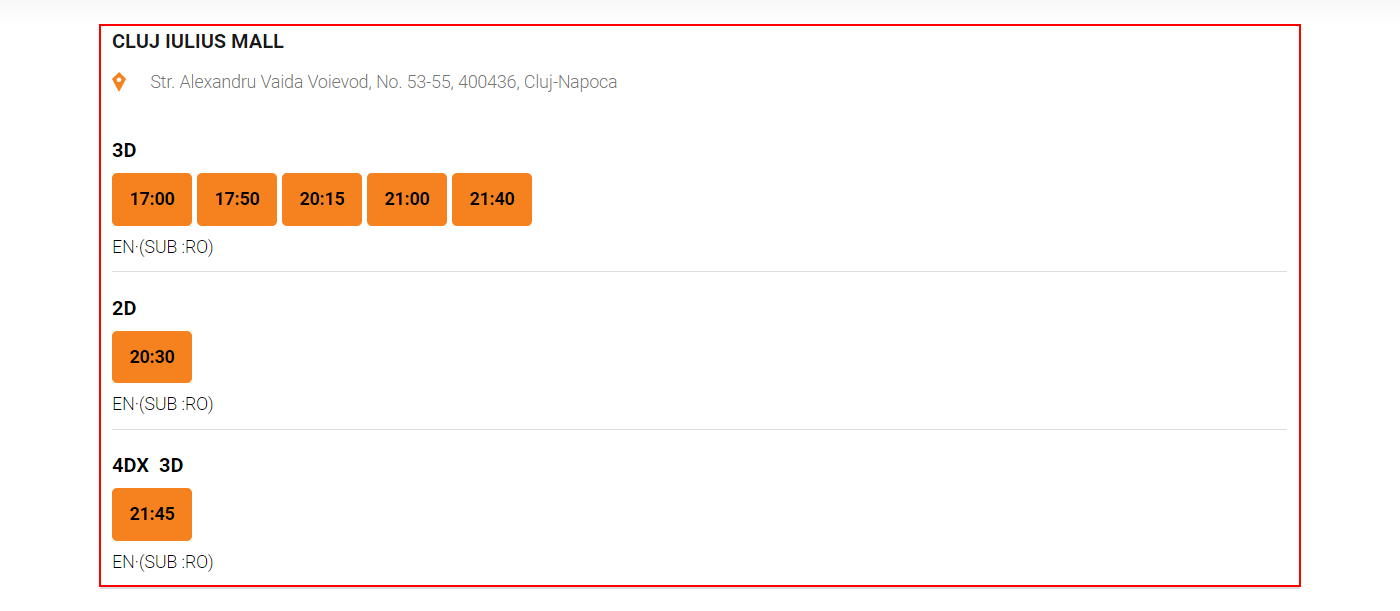 CLUJ IULIUS MALL
Str. Alexandru Vaida Voievod, No. 53-55, 400436, Cluj-Napoca
3D
17:00 17:50 20:15 21:00 21:40
EN·(SUB :RO)
2D
20:30
EN·(SUB :RO)
4DX 3D
21:45
EN·(SUB :RO)